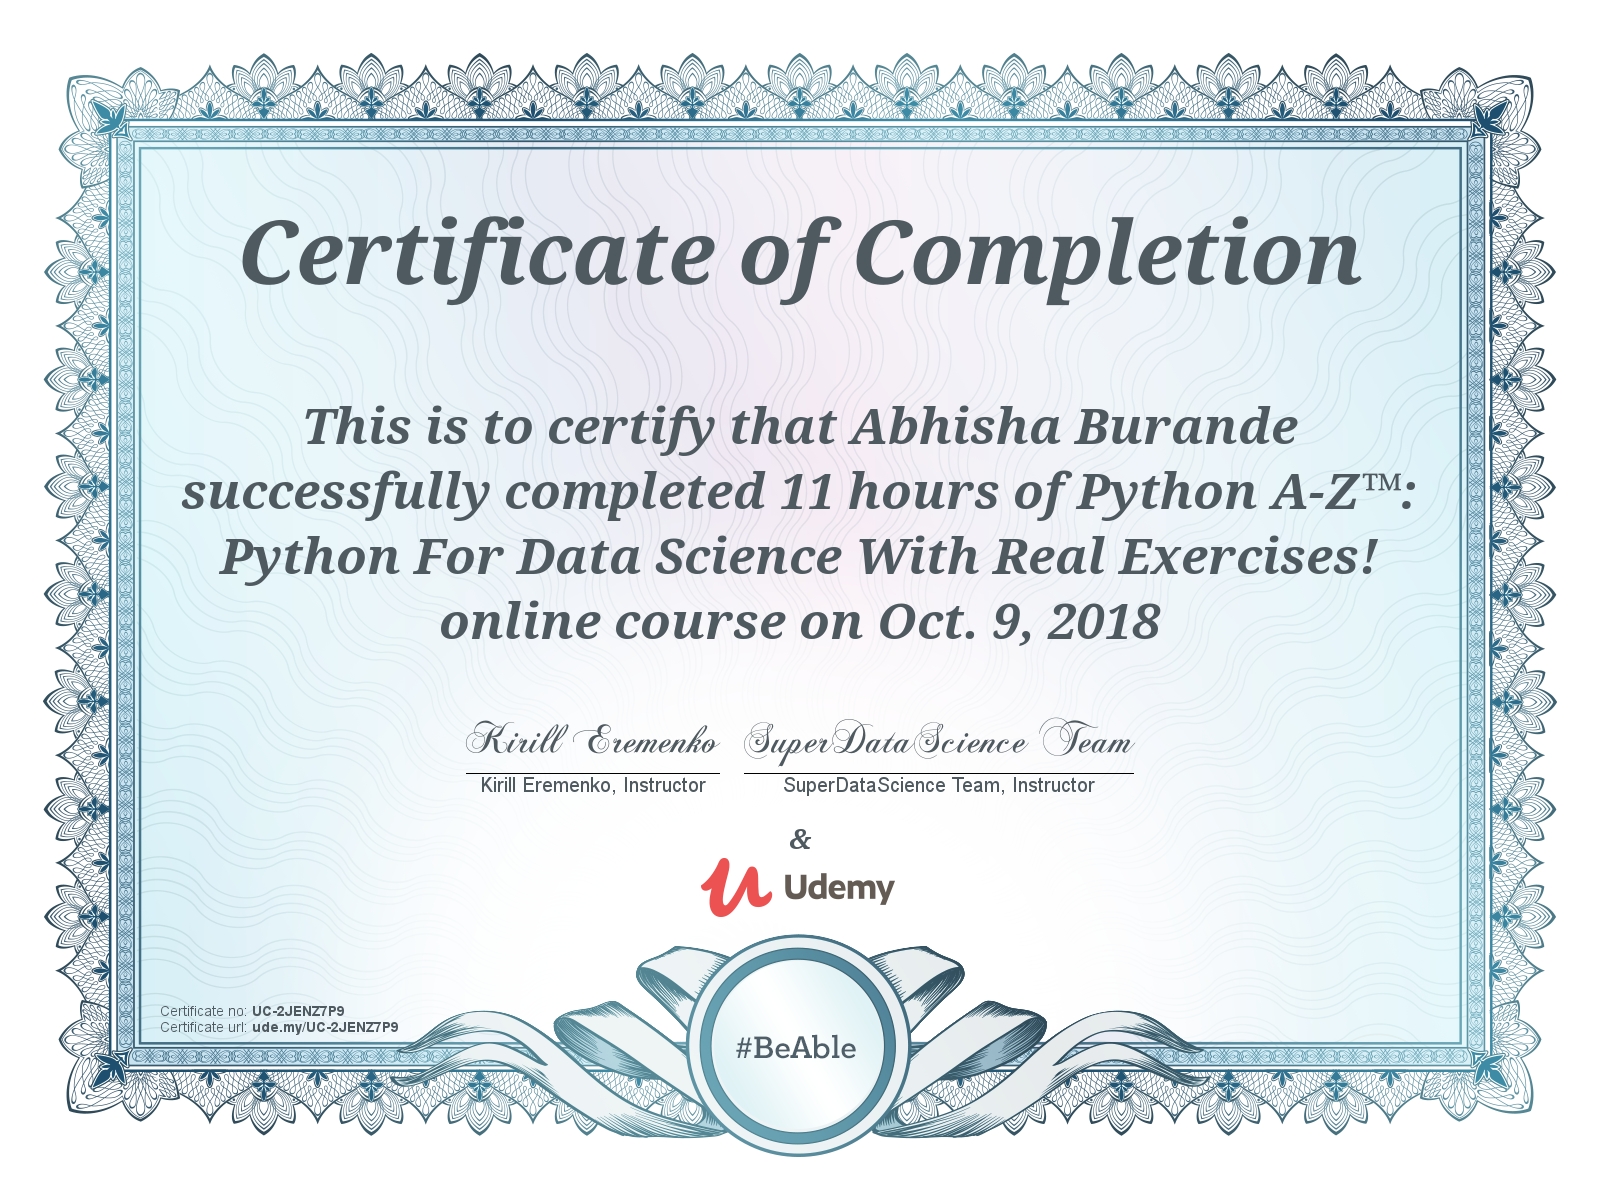 Certificate of Completion
This is to certify that Abhisha Burande
successfully completed 11 hours of Python A-Z™:
Python For Data Science With Real Exercises!
online course on Oct. 9, 2018
Kirill Eremenko SuperDataScience Team
Kirill Eremenko, Instructor SuperDataScience Team, Instructor
&
Udemy
Certificate no: UC-2JENZ7P9
Certificate url: ude.my/UC-2JENZ7P9
#BeAble